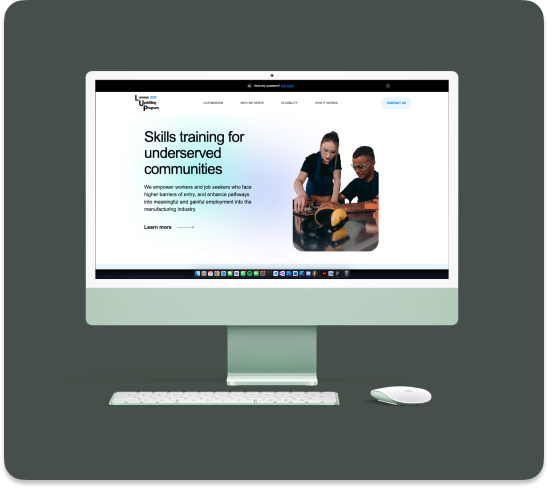 Have any questions?
Upskilling
Program
OUR MISSION
WHO WE SERVE
ELIGIBILITY
HOW IT WORKS
CONTACT US
Skills training for
underserved
communities
We empower workers and job seekers who face
higher barriers of entry, and enhance pathways
into meaningful and gainful employment into the
manufacturing industry.
Learn more